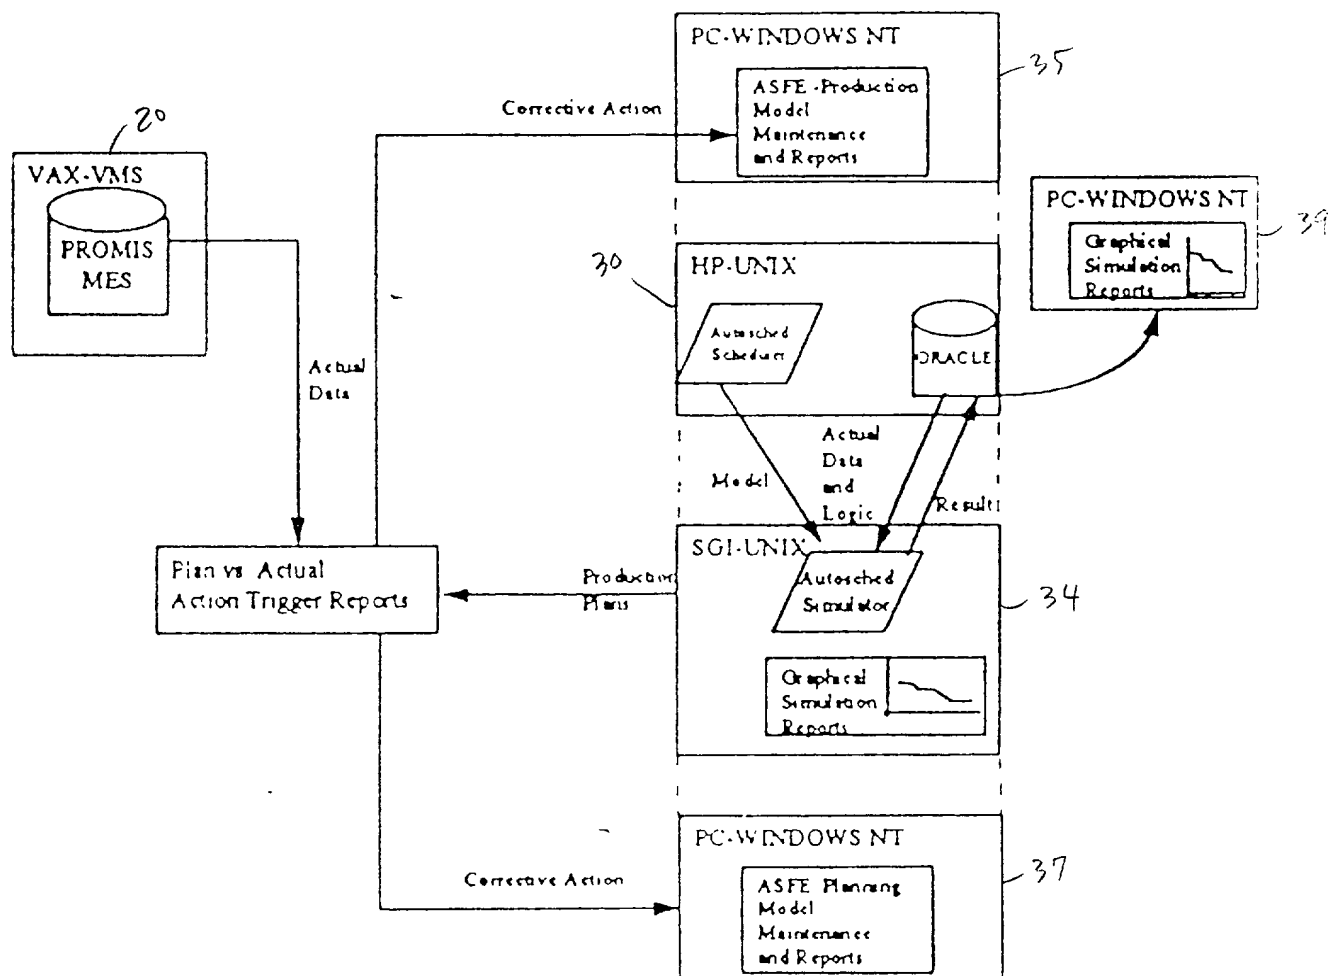 PC-WINDOWS NT
35
ASFE-Production
Model
Maintenance
and Reports
Corrective Action
20
VAX-VMS
PROMIS
MES
PC-WINDOWS NT
39
Graphical
Simulation
Reports
30
HP-UNIX
Autosched
Scheduler
ORACLE
Actual
Data
Actual
Data
and
Logic
Model
Result
SGI-UNIX
34
Autosched
Simulator
Plan vs. Actual
Action Trigger Reports
Production
Plans
Graphical
Simulation
Reports
PC-WINDOWS NT
37
Corrective Action
ASFE Planning
Model
Maintenance
and Reports